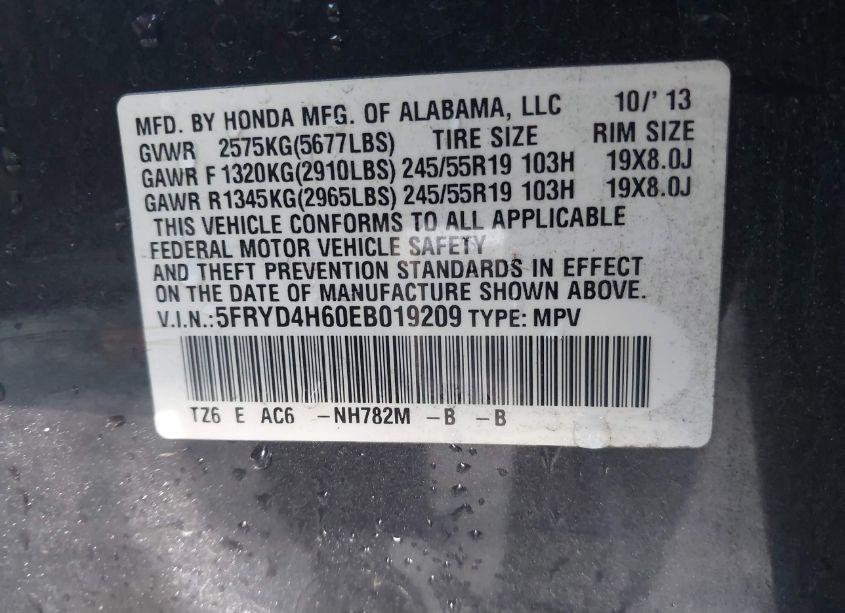 MFD. BY HONDA MFG. OF ALABAMA, LLC 10/' 13
GVWR 2575KG(5677LBS) TIRE SIZE RIM SIZE
GAWR F 1320KG(2910LBS) 245/55R19 103H 19X8.0J
GAWR R1345KG(2965LBS) 245/55R19 103H 19X8.0J
THIS VEHICLE CONFORMS TO ALL APPLICABLE
FEDERAL MOTOR VEHICLE SAFETY
AND THEFT PREVENTION STANDARDS IN EFFECT
ON THE DATE OF MANUFACTURE SHOWN ABOVE.
V.I.N.:5FRYD4H60EB019209 TYPE: MPV
TZ6 E AC6 -NH782M -B -B